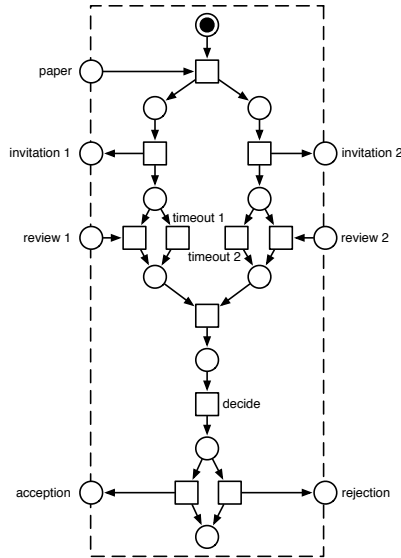 paper
invitation 1
invitation 2
timeout 1
review 1
review 2
timeout 2
decide
acception
rejection